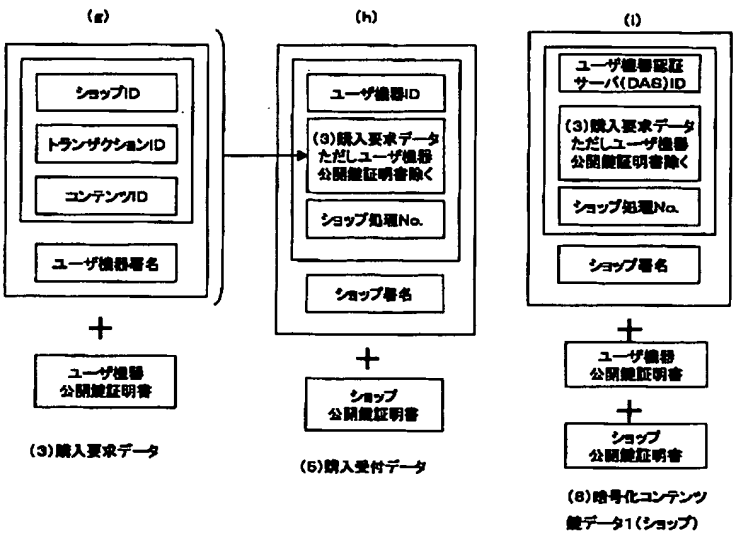 (g)
ショップID
トランザクションID
コンテンツID
ユーザ機器署名
+
ユーザ機器
公開鍵証明書
(3)購入要求データ
(h)
ユーザ機器ID
(3)購入要求データ
ただしユーザ機器
公開鍵証明書除く
ショップ処理No.
ショップ署名
+
ショップ
公開鍵証明書
(5)購入受付データ
(i)
ユーザ機器認証
サーバ(DAS)ID
(3)購入要求データ
ただしユーザ機器
公開鍵証明書除く
ショップ処理No.
ショップ署名
+
ユーザ機器
公開鍵証明書
+
ショップ
公開鍵証明書
(8)暗号化コンテンツ
鍵データ1(ショップ)